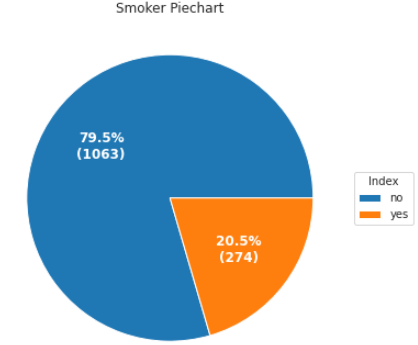 Smoker Piechart
79.5%
(1063)
20.5%
(274)
Index
no
yes